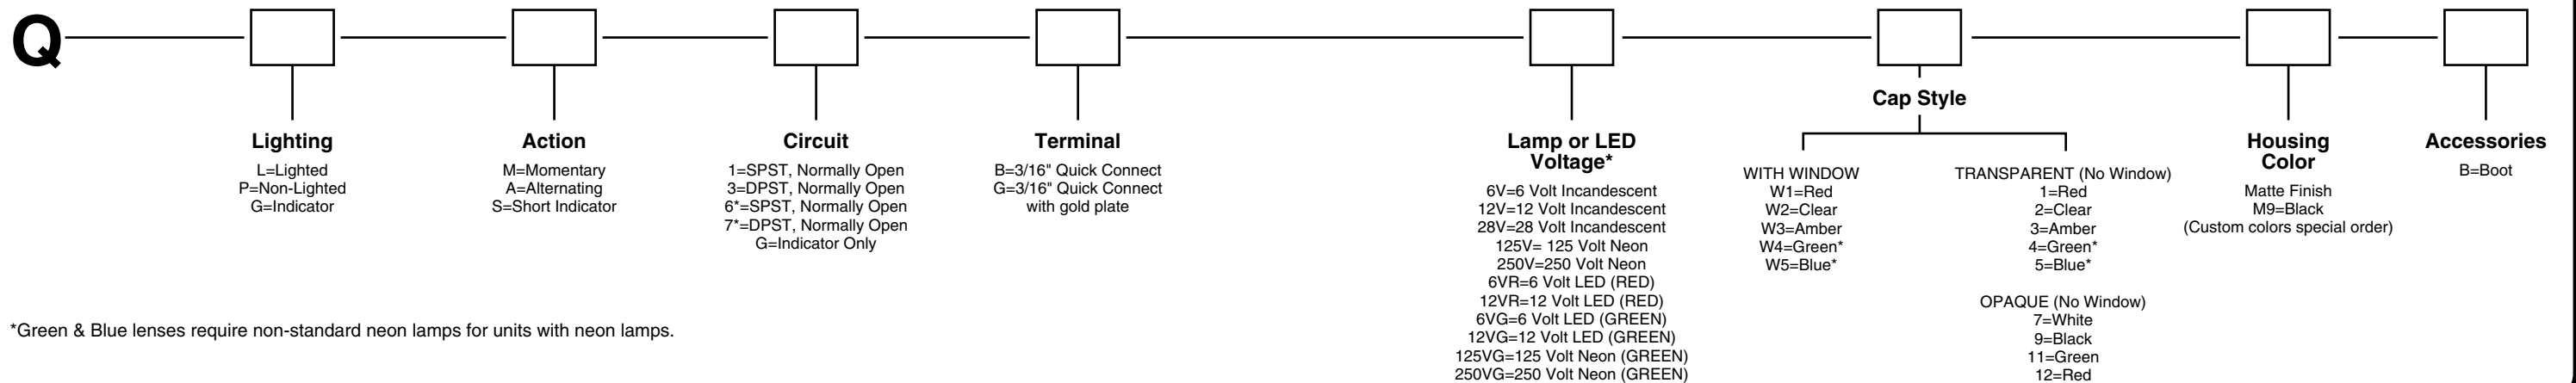 Q
Lighting
L=Lighted
P=Non-Lighted
G=Indicator
Action
M=Momentary
A=Alternating
S=Short Indicator
Circuit
1=SPST, Normally Open
3=DPST, Normally Open
6*=SPST, Normally Open
7*=DPST, Normally Open
G=Indicator Only
Terminal
B=3/16" Quick Connect
G=3/16" Quick Connect
with gold plate
Lamp or LED
Voltage*
6V=6 Volt Incandescent
12V=12 Volt Incandescent
28V=28 Volt Incandescent
125V= 125 Volt Neon
250V=250 Volt Neon
6VR=6 Volt LED (RED)
12VR=12 Volt LED (RED)
6VG=6 Volt LED (GREEN)
12VG=12 Volt LED (GREEN)
125VG=125 Volt Neon (GREEN)
250VG=250 Volt Neon (GREEN)
Cap Style
WITH WINDOW
W1=Red
W2=Clear
W3=Amber
W4=Green*
W5=Blue*
TRANSPARENT (No Window)
1=Red
2=Clear
3=Amber
4=Green*
5=Blue*
OPAQUE (No Window)
7=White
9=Black
11=Green
12=Red
Housing
Color
Matte Finish
M9=Black
(Custom colors special order)
Accessories
B=Boot
*Green & Blue lenses require non-standard neon lamps for units with neon lamps.